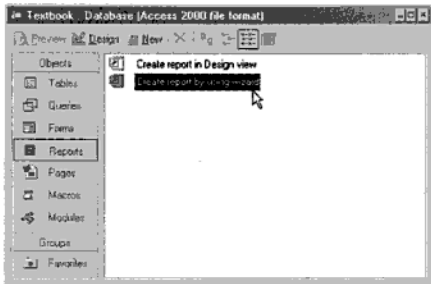 Textbook : Database (Access 2000 file format)
Preview Design New
Objects
Tables
Queries
Forms
Reports
Pages
Macros
Modules
Groups
Favorites
Create report in Design view
Create report by using wizard